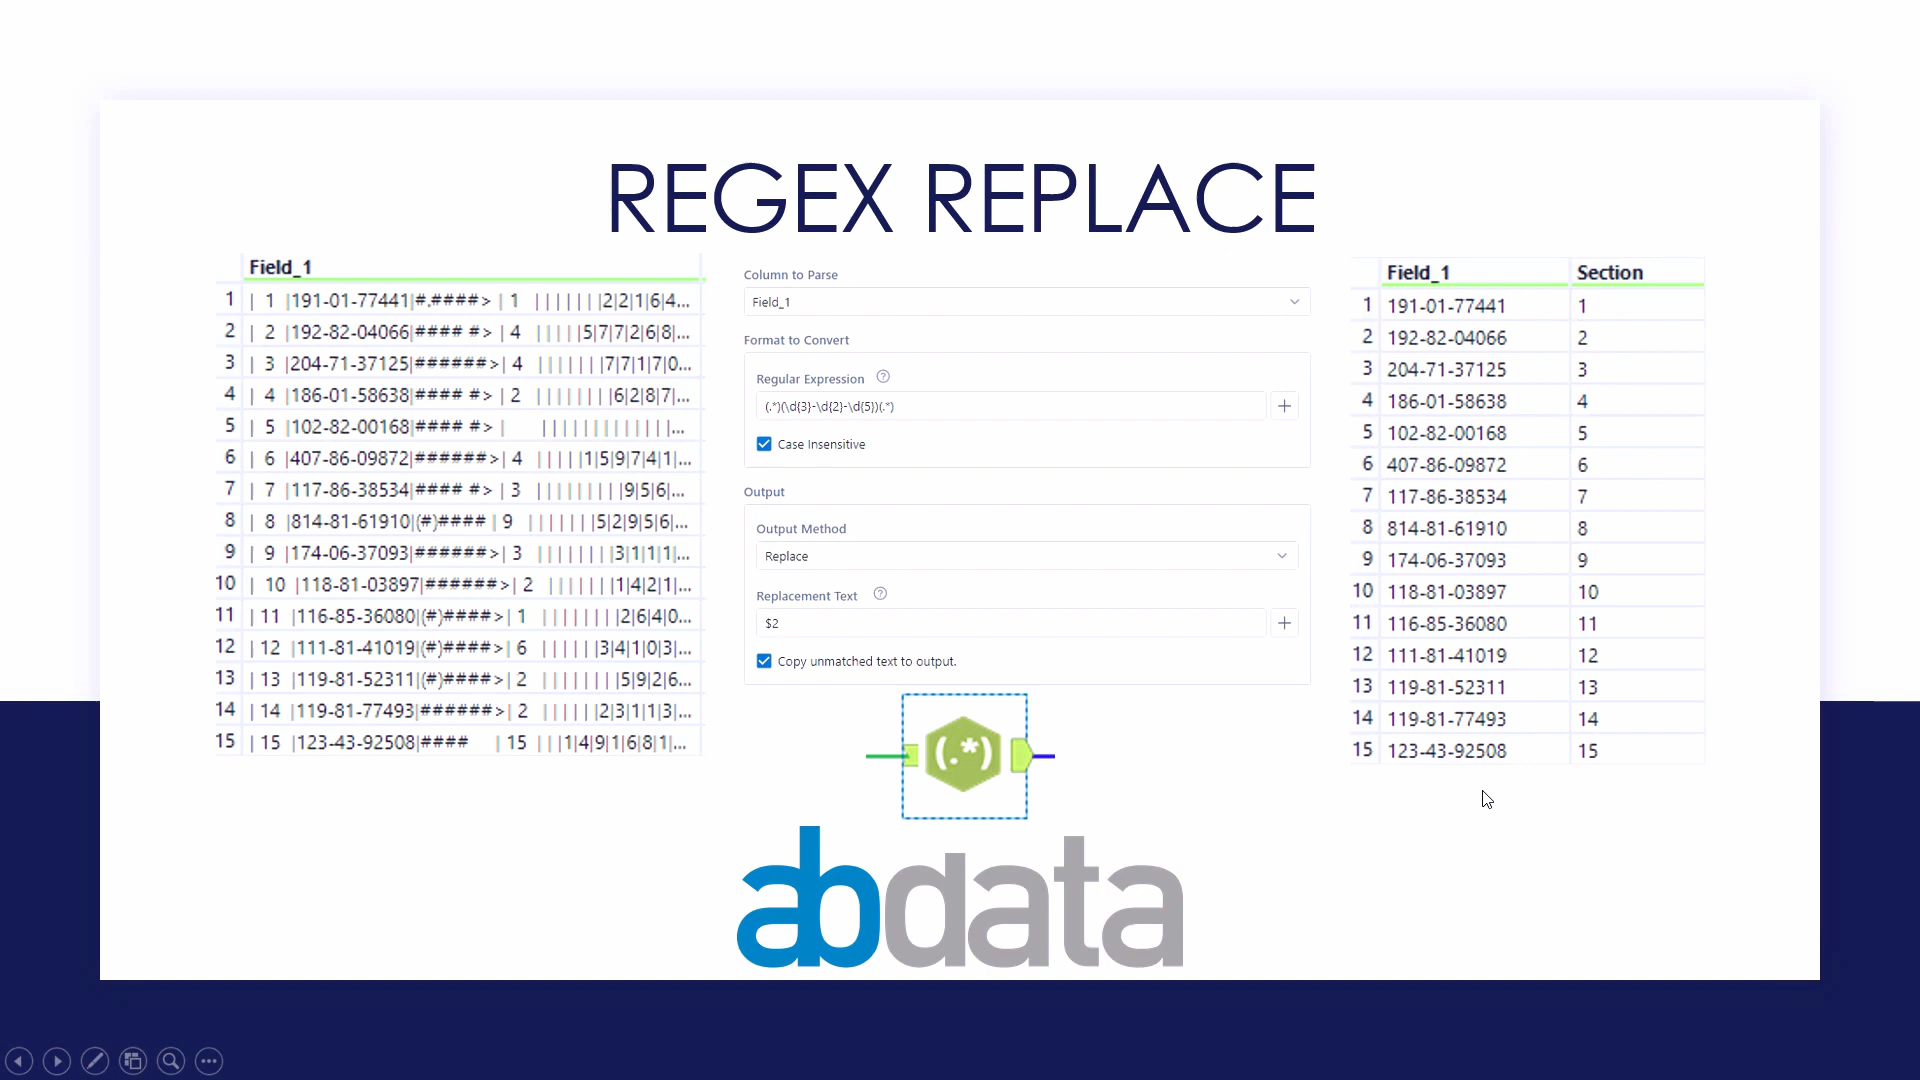 REGEX REPLACE
Field_1
1 | 1 |191-01-77441|#.####> | 1 |||||||2|2|1|6|4...
2 | 2 |192-82-04066|#### #> | 4 |||||5|7|7|2|6|8|...
3 | 3 |204-71-37125|######>| 4 |||||||7|7|1|7|0...
4 | 4 |186-01-58638|#### #> | 2 ||||||||6|2|8|7|...
5 | 5 |102-82-00168|#### #> | |||||||||||||...
6 | 6 |407-86-09872|######>| 4 |||||1|5|9|7|4|1|...
7 | 7 |117-86-38534|#### #> | 3 |||||||||9|5|6|...
8 | 8 |814-81-61910|(#)#### | 9 |||||||5|2|9|5|6|...
9 | 9 |174-06-37093|######>| 3 ||||||||3|1|1|1|...
10 | 10 |118-81-03897|######>| 2 |||||||1|4|2|1|...
11 | 11 |116-85-36080|(#)####>| 1 ||||||||2|6|4|0...
12 | 12 |111-81-41019|(#)####>| 6 ||||||3|4|1|0|3|...
13 | 13 |119-81-52311|(#)####>| 2 ||||||||5|9|2|6...
14 | 14 |119-81-77493|######>| 2 ||||||2|3|1|1|3|...
15 | 15 |123-43-92508|#### | 15 |||1|4|9|1|6|8|1|...
Column to Parse
Field_1
Format to Convert
Regular Expression ?
(.*)(\d{3}-\d{2}-\d{5})(.*)
Case Insensitive
Output
Output Method
Replace
Replacement Text ?
$2
Copy unmatched text to output.
(.*)
Field_1 Section
1 191-01-77441 1
2 192-82-04066 2
3 204-71-37125 3
4 186-01-58638 4
5 102-82-00168 5
6 407-86-09872 6
7 117-86-38534 7
8 814-81-61910 8
9 174-06-37093 9
10 118-81-03897 10
11 116-85-36080 11
12 111-81-41019 12
13 119-81-52311 13
14 119-81-77493 14
15 123-43-92508 15
abdata